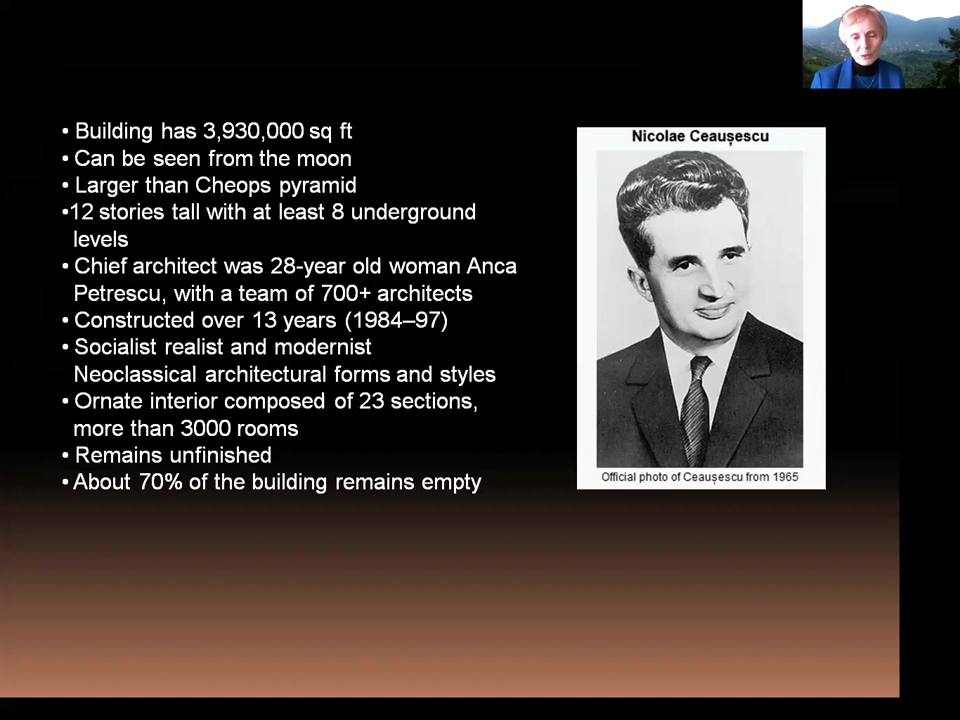 • Building has 3,930,000 sq ft
• Can be seen from the moon
• Larger than Cheops pyramid
•12 stories tall with at least 8 underground
levels
• Chief architect was 28-year old woman Anca
Petrescu, with a team of 700+ architects
• Constructed over 13 years (1984–97)
• Socialist realist and modernist
Neoclassical architectural forms and styles
• Ornate interior composed of 23 sections,
more than 3000 rooms
• Remains unfinished
• About 70% of the building remains empty
Nicolae Ceaușescu
Official photo of Ceaușescu from 1965